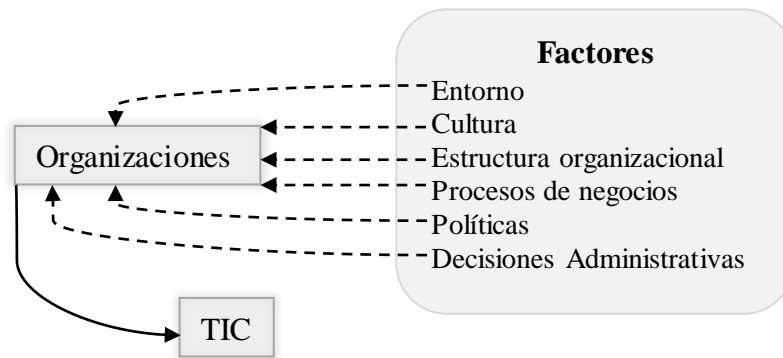 Factores
Entorno
Cultura
Organizaciones
Estructura organizacional
Procesos de negocios
Políticas
Decisiones Administrativas
TIC